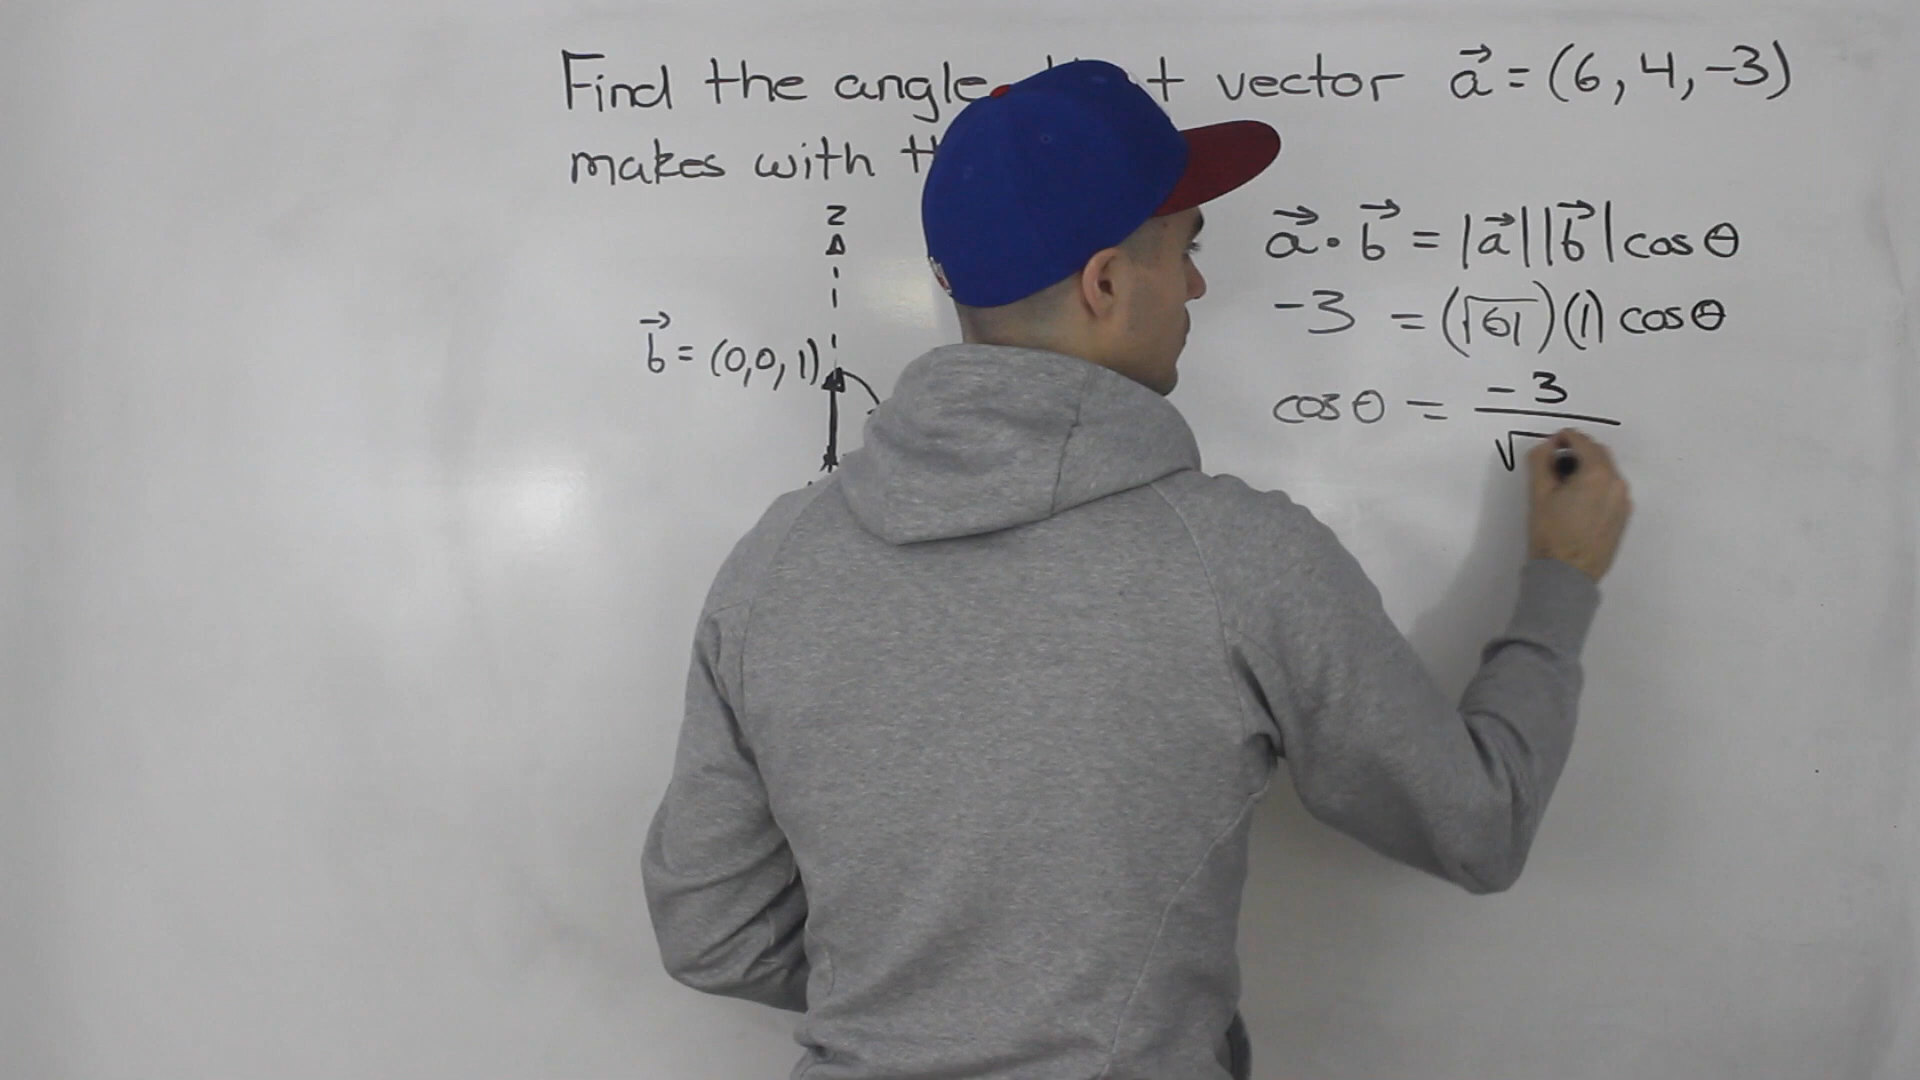 Find the angle vector a⃗ = (6, 4, -3)
makes with
z
b⃗ = (0,0,1)
a⃗ · b⃗ = |a⃗||b⃗| cos θ
-3 = (√61)(1) cos θ
cos θ = -3 / √